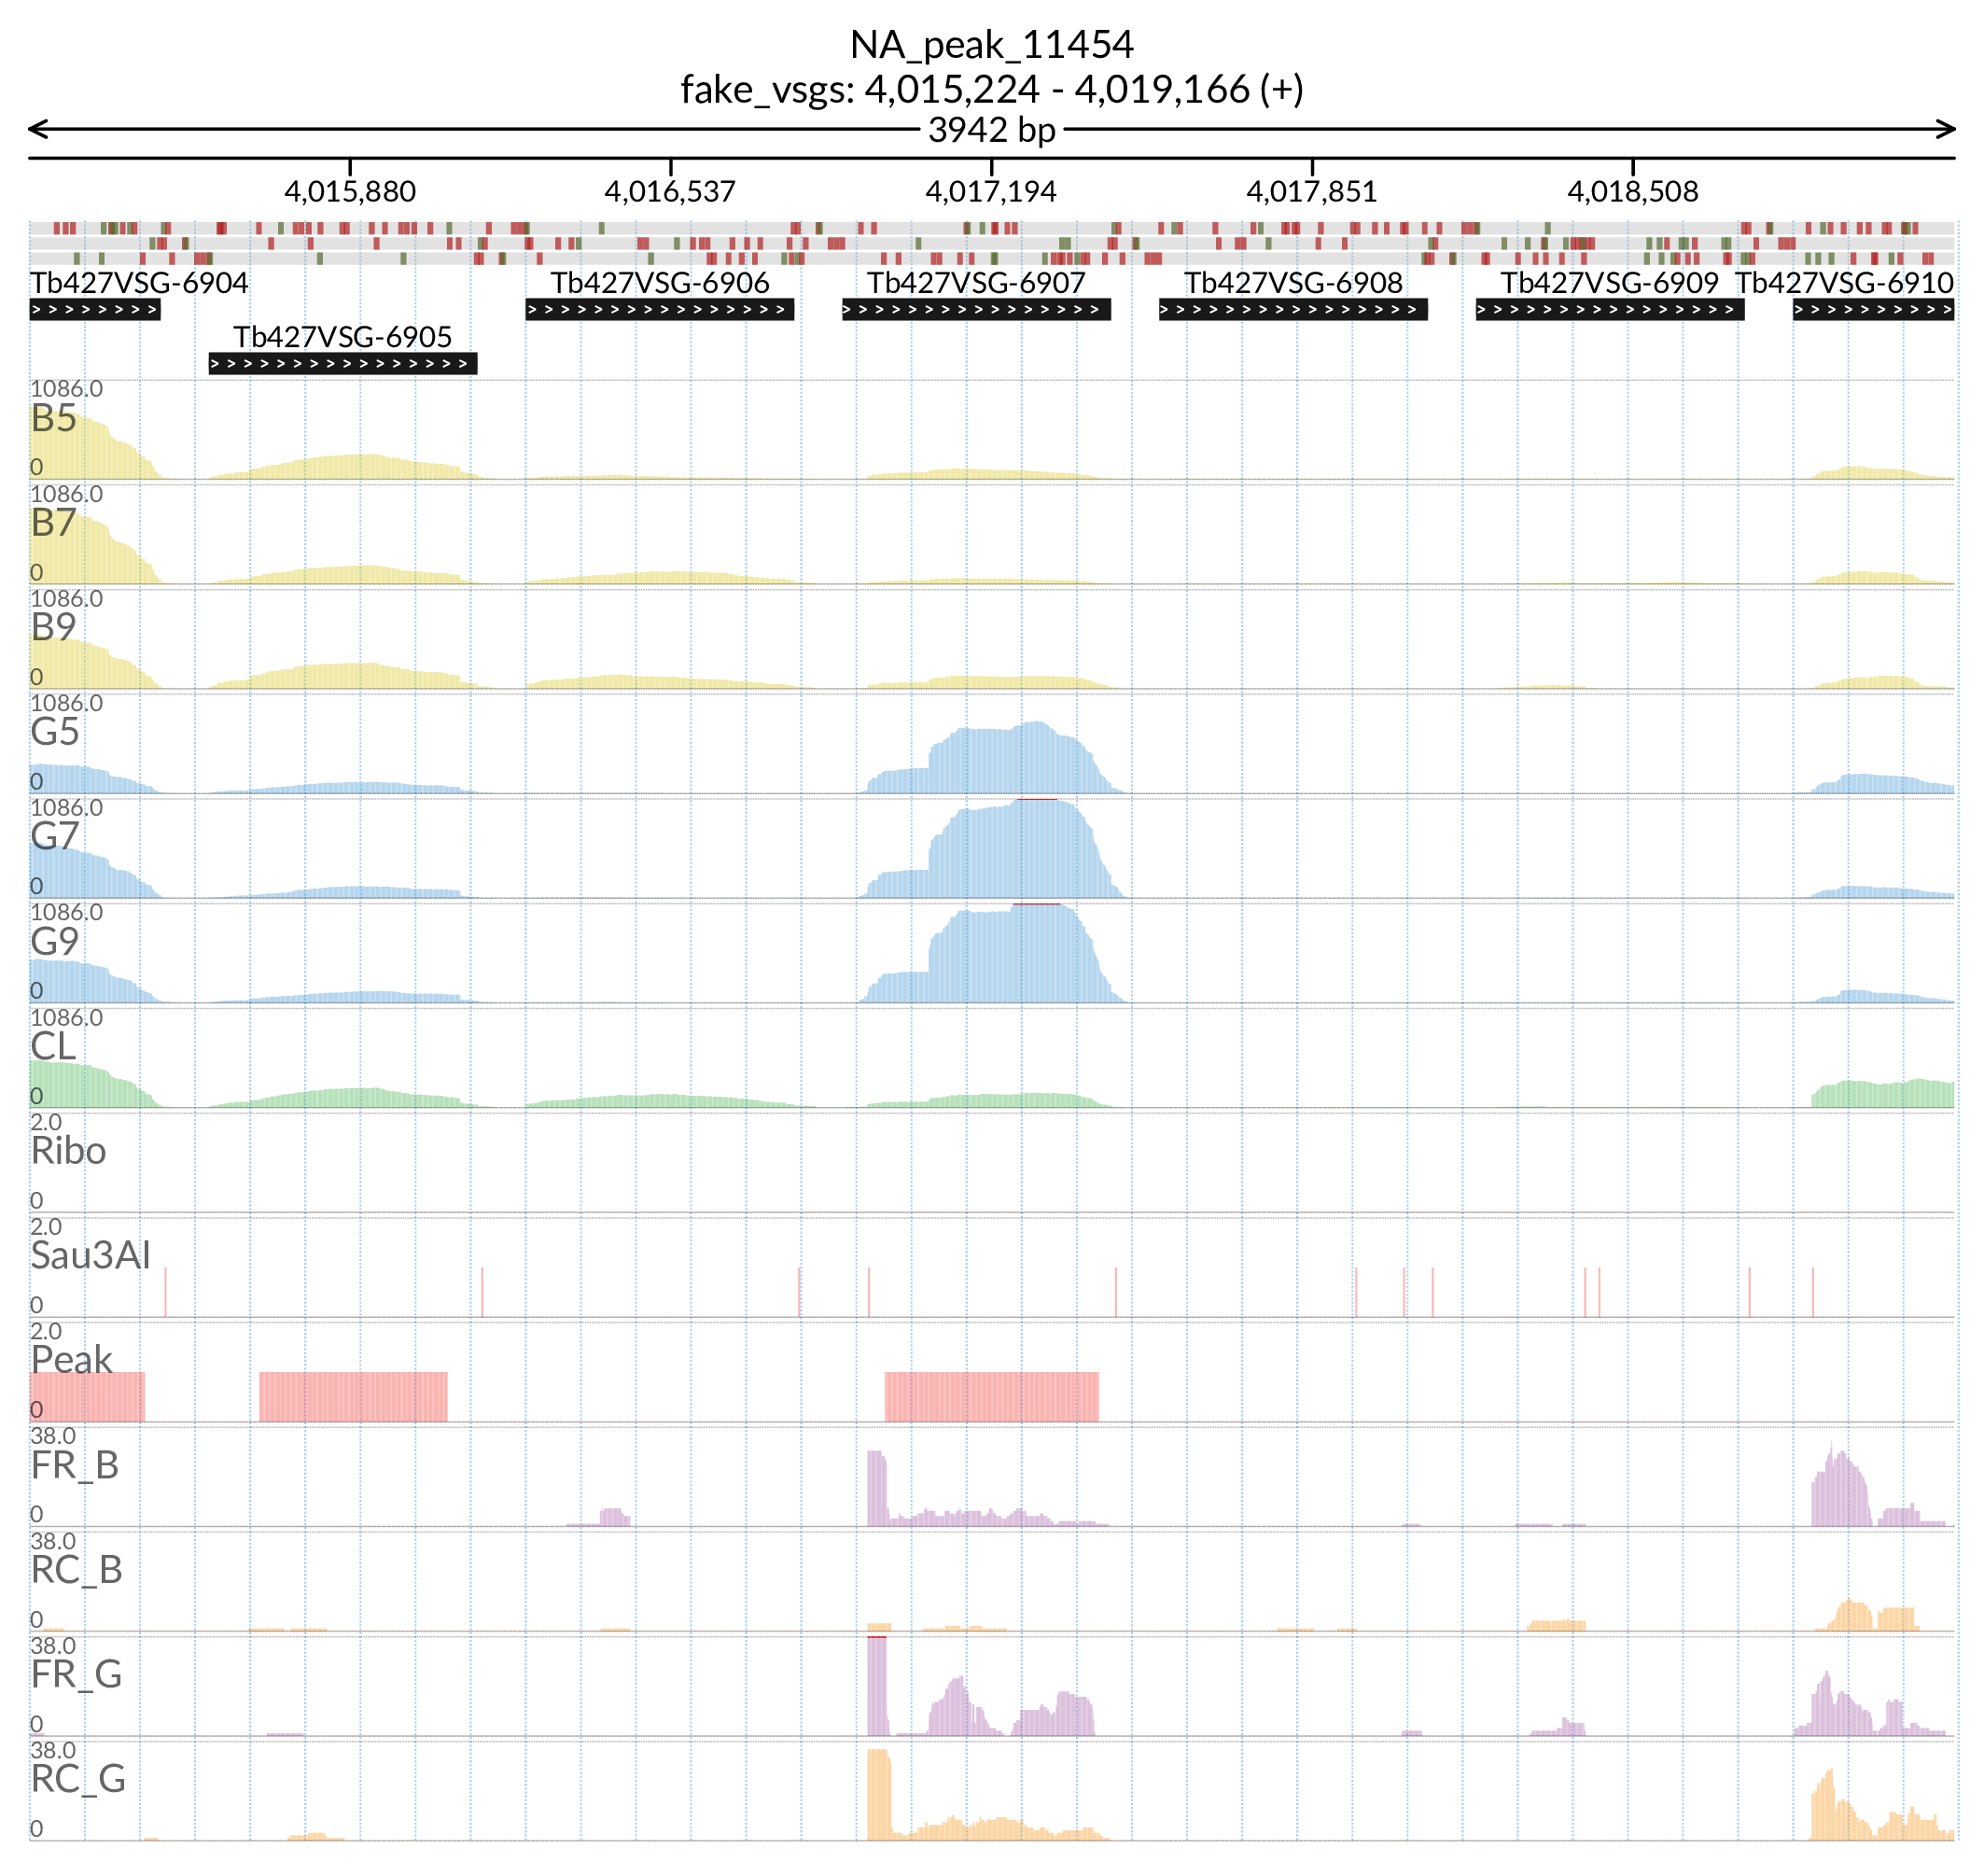 NA_peak_11454
fake_vsgs: 4,015,224 - 4,019,166 (+)
3942 bp
4,015,880 4,016,537 4,017,194 4,017,851 4,018,508
Tb427VSG-6904 Tb427VSG-6906 Tb427VSG-6907 Tb427VSG-6908 Tb427VSG-6909 Tb427VSG-6910
Tb427VSG-6905
1086.0
B5
0
1086.0
B7
0
1086.0
B9
0
1086.0
G5
0
1086.0
G7
0
1086.0
G9
0
1086.0
CL
0
2.0
Ribo
0
2.0
Sau3AI
0
2.0
Peak
0
38.0
FR_B
0
38.0
RC_B
0
38.0
FR_G
0
38.0
RC_G
0